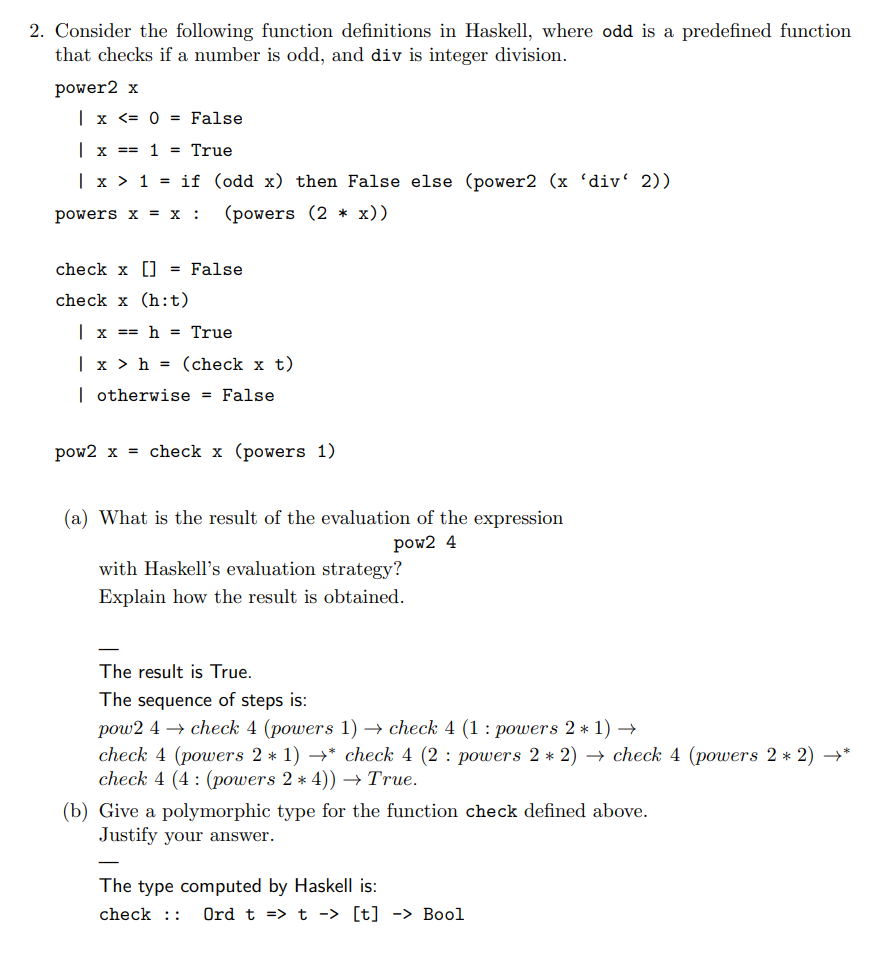 2. Consider the following function definitions in Haskell, where odd is a predefined function
that checks if a number is odd, and div is integer division.
power2 x
| x <= 0 = False
| x == 1 = True
| x > 1 = if (odd x) then False else (power2 (x ‘div‘ 2))
powers x = x : (powers (2 * x))
check x [] = False
check x (h:t)
| x == h = True
| x > h = (check x t)
| otherwise = False
pow2 x = check x (powers 1)
(a) What is the result of the evaluation of the expression
pow2 4
with Haskell's evaluation strategy?
Explain how the result is obtained.
—
The result is True.
The sequence of steps is:
pow2 4 → check 4 (powers 1) → check 4 (1 : powers 2 ∗ 1) →
check 4 (powers 2 ∗ 1) →* check 4 (2 : powers 2 ∗ 2) → check 4 (powers 2 ∗ 2) →*
check 4 (4 : (powers 2 ∗ 4)) → True.
(b) Give a polymorphic type for the function check defined above.
Justify your answer.
—
The type computed by Haskell is:
check :: Ord t => t -> [t] -> Bool